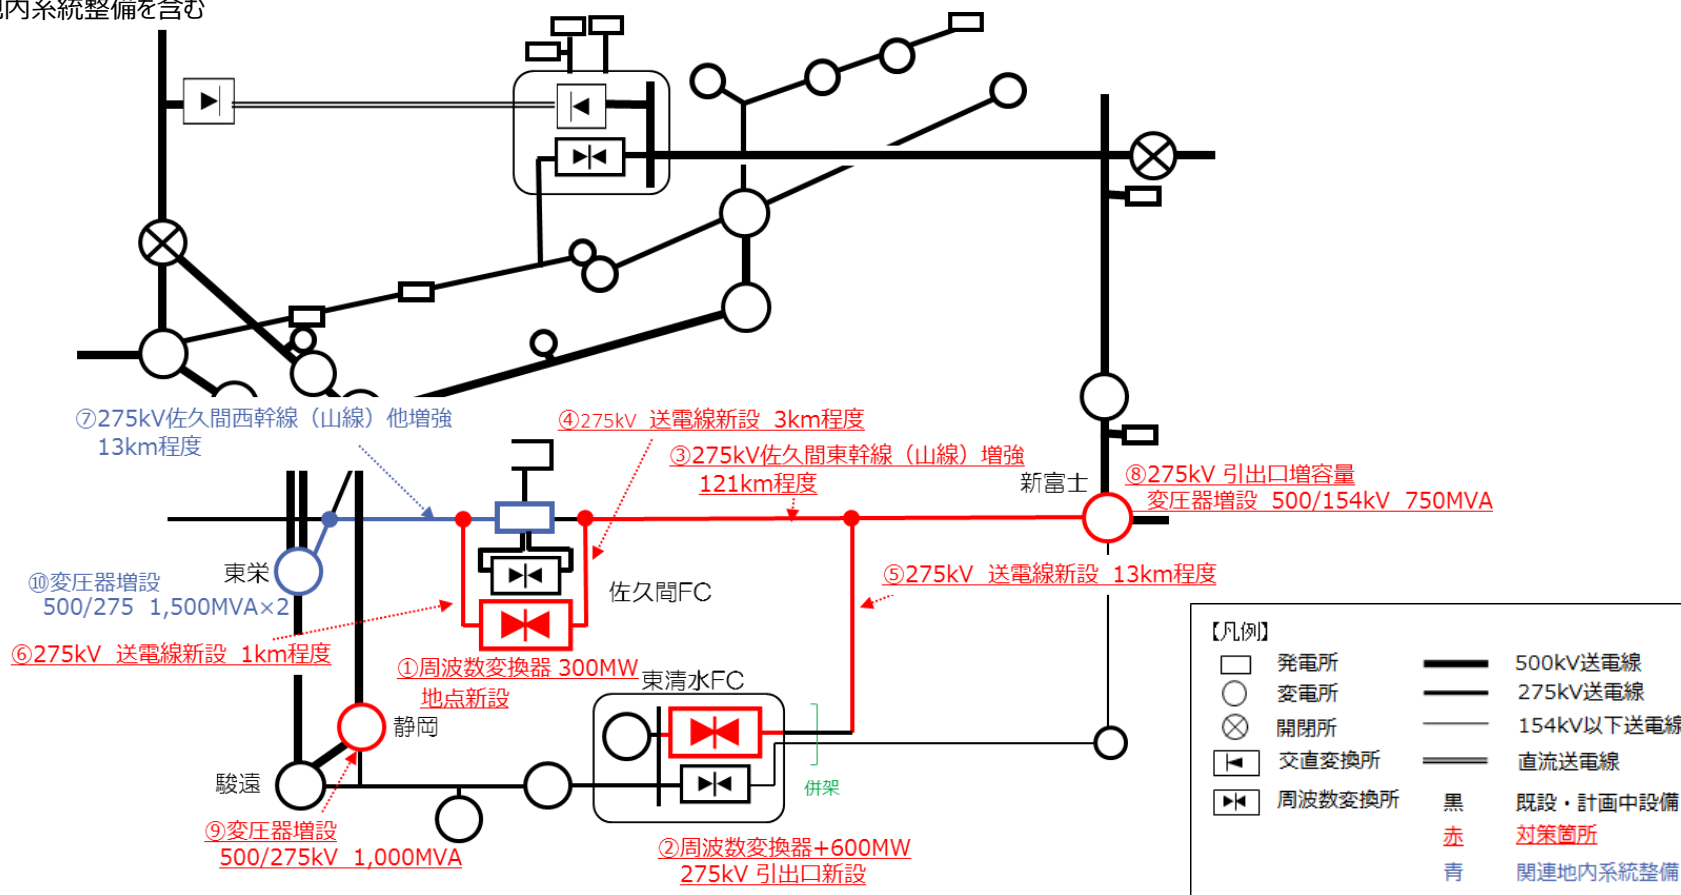 内系統整備を含む
⑦275kV佐久間西幹線（山線）他増強
13km程度
④275kV 送電線新設 3km程度
③275kV佐久間東幹線（山線）増強
121km程度
新富士
⑧275kV 引出口増容量
変圧器増設 500/154kV 750MVA
東栄
⑩変圧器増設
500/275 1,500MVA×2
佐久間FC
⑤275kV 送電線新設 13km程度
⑥275kV 送電線新設 1km程度
①周波数変換器 300MW
地点新設
東清水FC
静岡
駿遠
併架
⑨変圧器増設
500/275kV 1,000MVA
②周波数変換器+600MW
275kV 引出口新設
【凡例】
発電所
500kV送電線
変電所
275kV送電線
開閉所
154kV以下送電線
交直変換所
直流送電線
周波数変換所
黒 既設・計画中設備
赤 対策箇所
青 関連地内系統整備